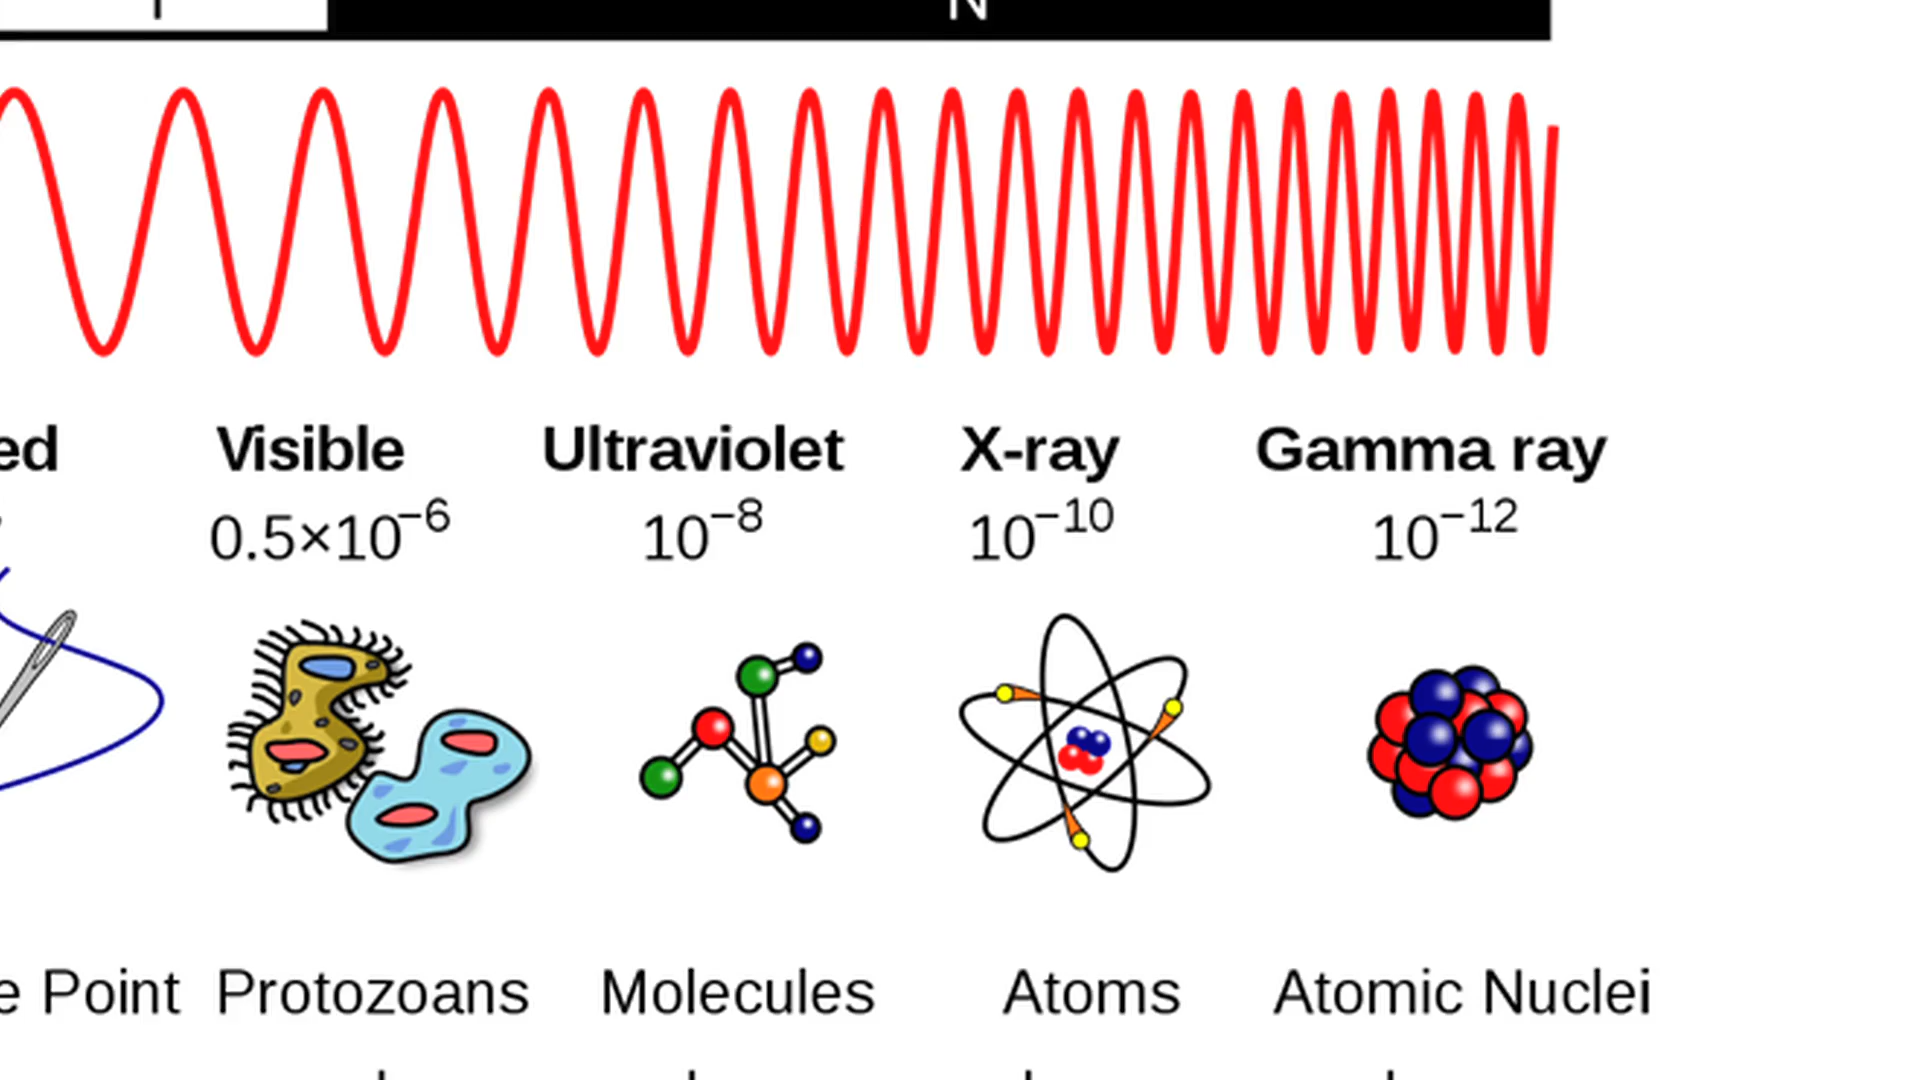 N
ed Visible Ultraviolet X-ray Gamma ray
0.5×10⁻⁶ 10⁻⁸ 10⁻¹⁰ 10⁻¹²
e Point Protozoans Molecules Atoms Atomic Nuclei